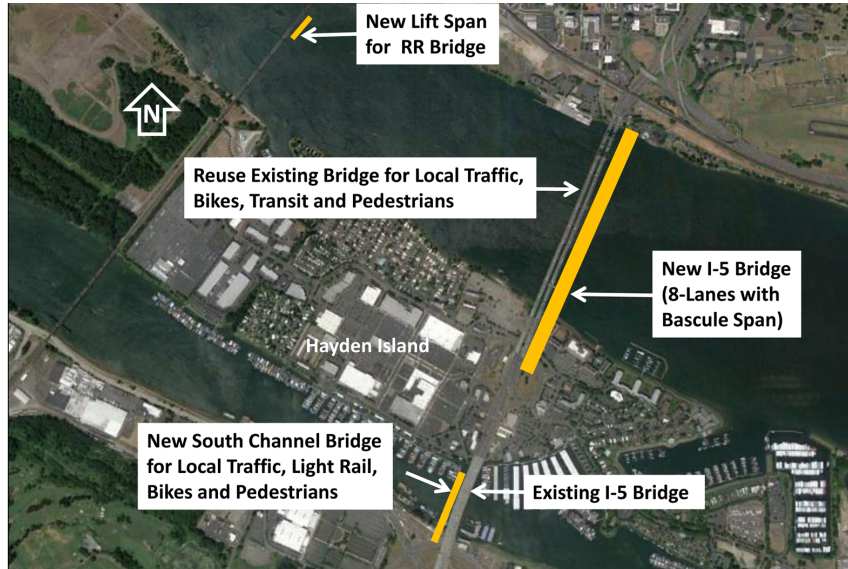 New Lift Span
for RR Bridge
N
Reuse Existing Bridge for Local Traffic,
Bikes, Transit and Pedestrians
New I-5 Bridge
(8-Lanes with
Bascule Span)
Hayden Island
New South Channel Bridge
for Local Traffic, Light Rail,
Bikes and Pedestrians
Existing I-5 Bridge